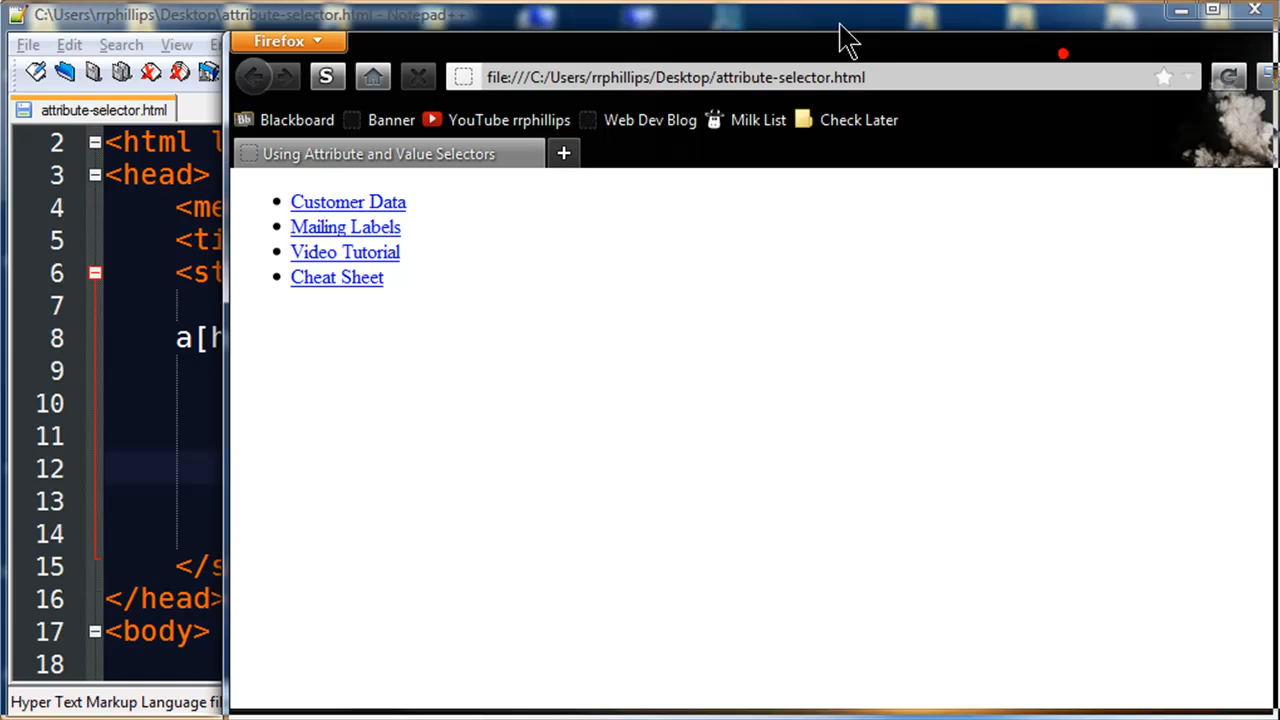 C:\Users\rrphillips\Desktop\attribute-selector.html - Notepad++
File Edit Search View
Firefox
S
file:///C:/Users/rrphillips/Desktop/attribute-selector.html
attribute-selector.html
Bb Blackboard Banner YouTube rrphillips Web Dev Blog Milk List Check Later
Using Attribute and Value Selectors +
2 <html
3 <head>
4 <me
5 <ti
6 <st
7
8 a[h
9
10
11
12
13
14
15 </s
16 </head>
17 <body>
18
Customer Data
Mailing Labels
Video Tutorial
Cheat Sheet
Hyper Text Markup Language fil